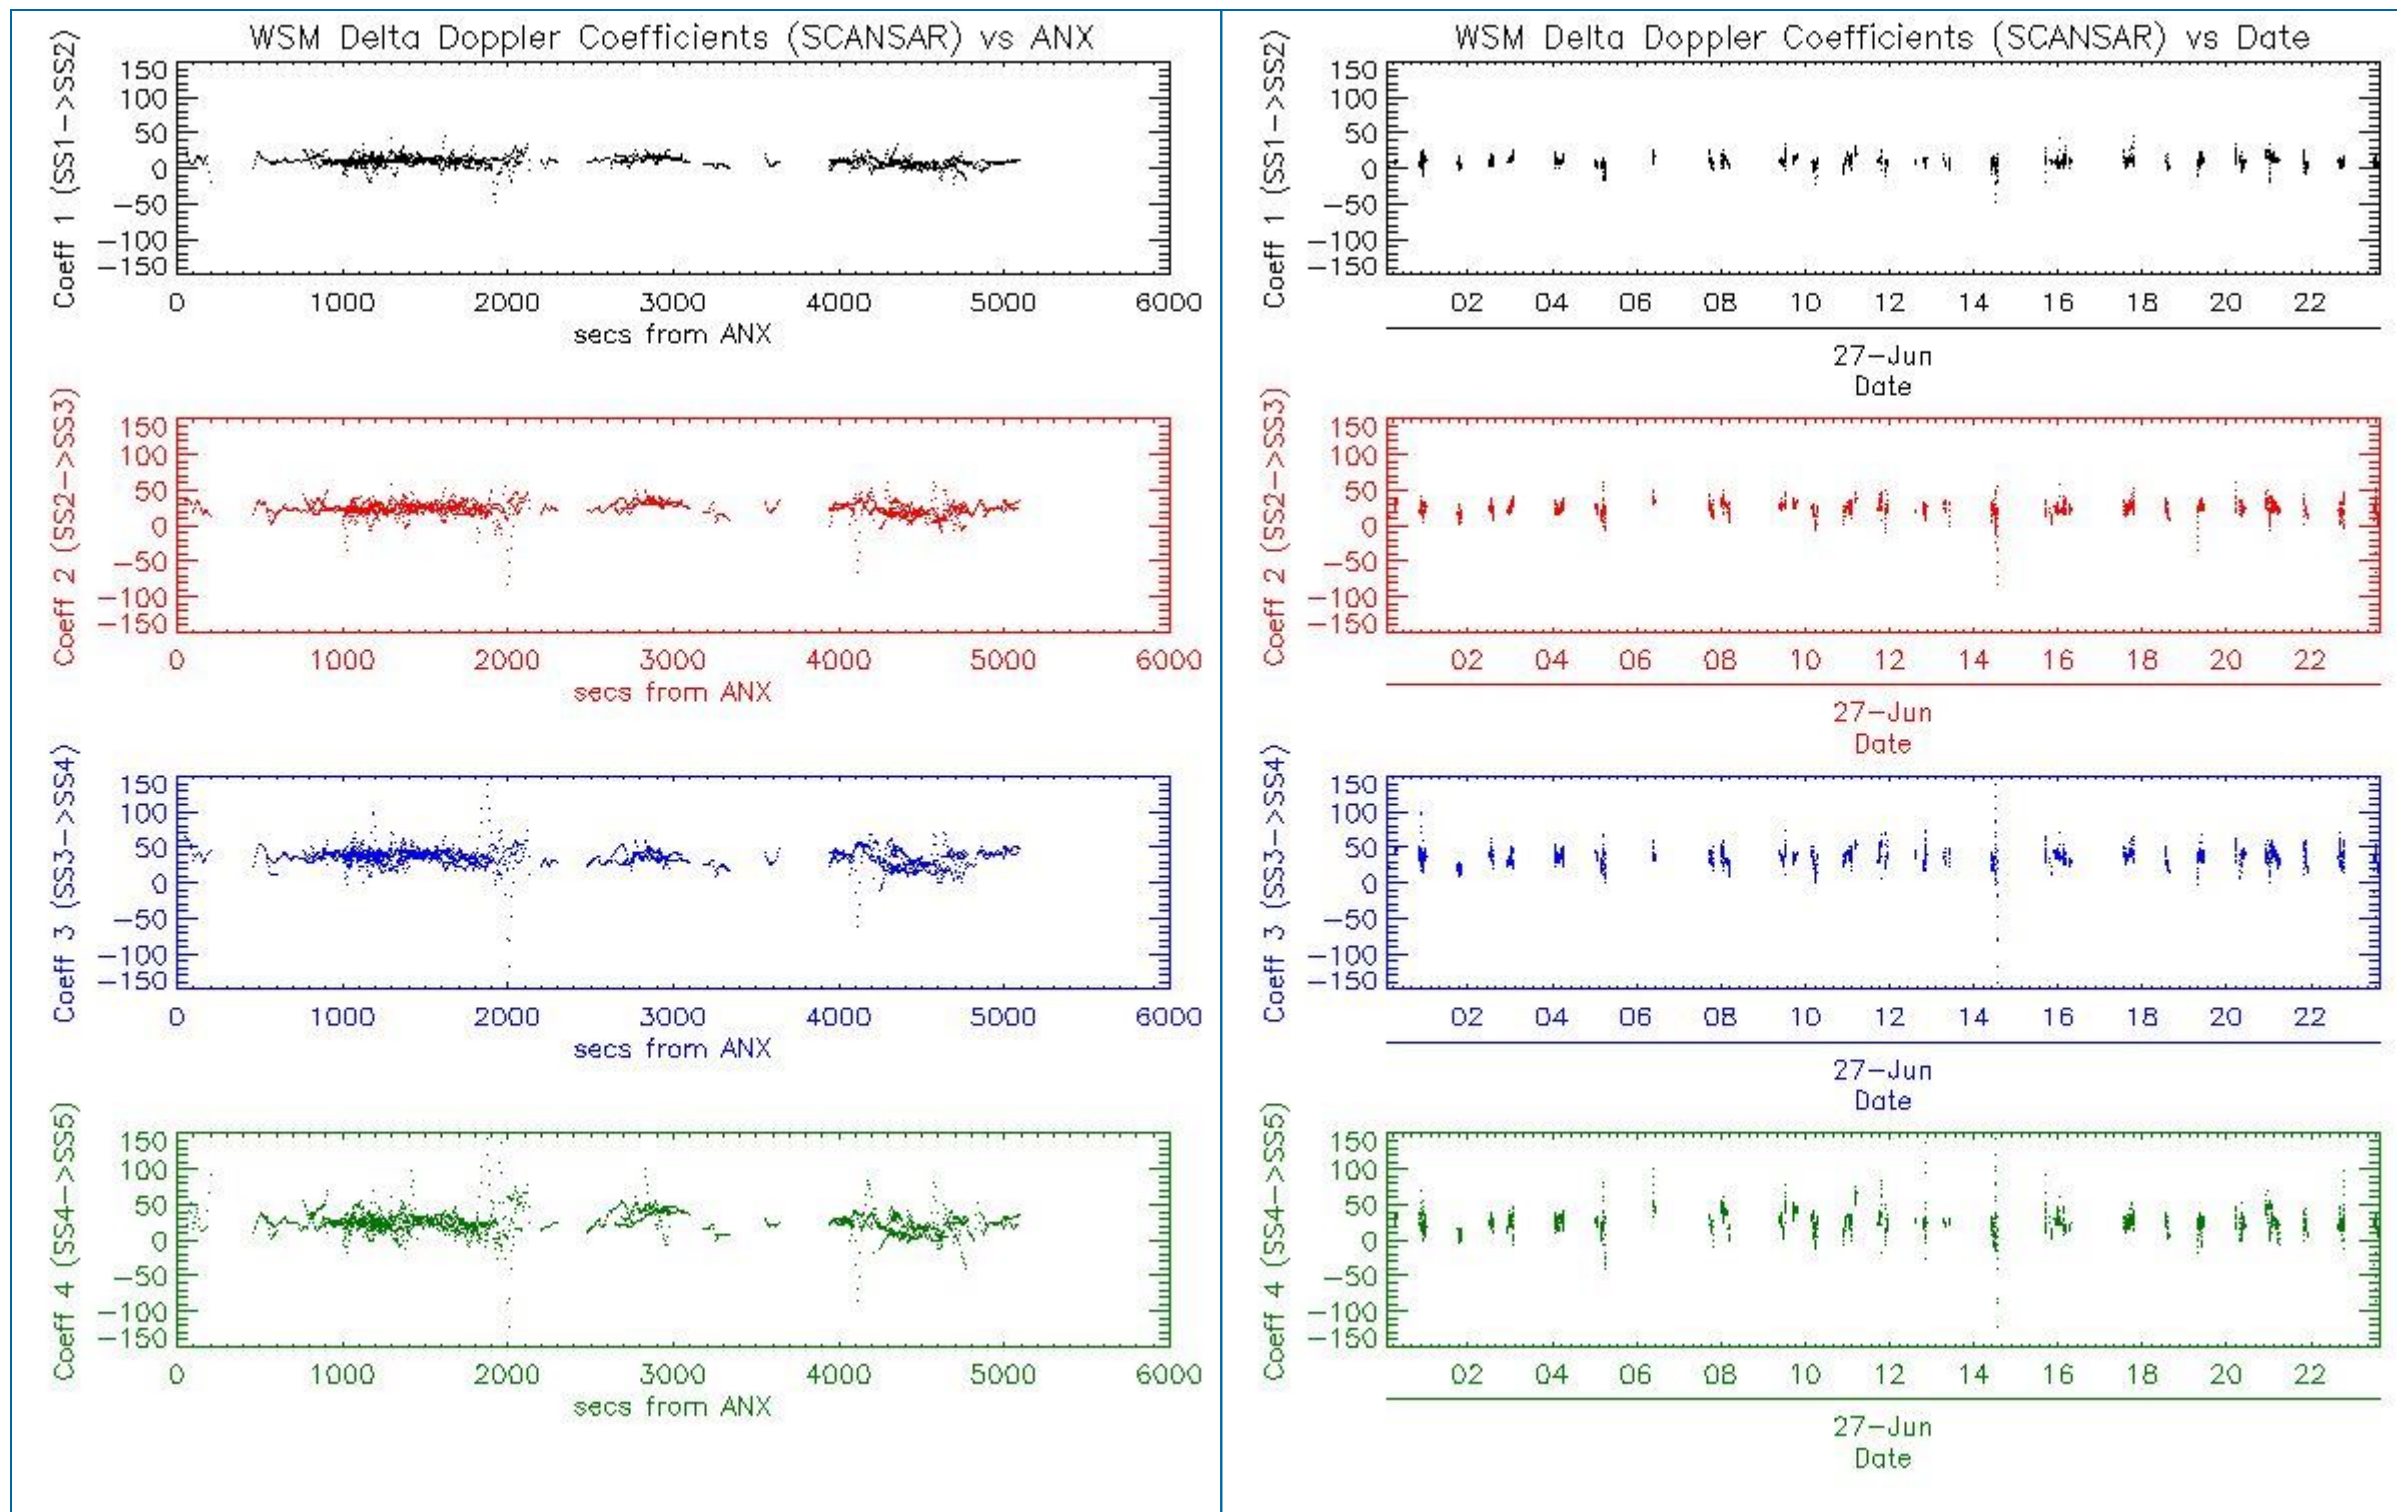 WSM Delta Doppler Coefficients (SCANSAR) vs ANX
Coeff 1 (SS1->SS2)
150
100
50
0
-50
-100
-150
0 1000 2000 3000 4000 5000 6000
secs from ANX
Coeff 2 (SS2->SS3)
150
100
50
0
-50
-100
-150
0 1000 2000 3000 4000 5000 6000
secs from ANX
Coeff 3 (SS3->SS4)
150
100
50
0
-50
-100
-150
0 1000 2000 3000 4000 5000 6000
secs from ANX
Coeff 4 (SS4->SS5)
150
100
50
0
-50
-100
-150
0 1000 2000 3000 4000 5000 6000
secs from ANX
WSM Delta Doppler Coefficients (SCANSAR) vs Date
Coeff 1 (SS1->SS2)
150
100
50
0
-50
-100
-150
02 04 06 08 10 12 14 16 18 20 22
27-Jun
Date
Coeff 2 (SS2->SS3)
150
100
50
0
-50
-100
-150
02 04 06 08 10 12 14 16 18 20 22
27-Jun
Date
Coeff 3 (SS3->SS4)
150
100
50
0
-50
-100
-150
02 04 06 08 10 12 14 16 18 20 22
27-Jun
Date
Coeff 4 (SS4->SS5)
150
100
50
0
-50
-100
-150
02 04 06 08 10 12 14 16 18 20 22
27-Jun
Date